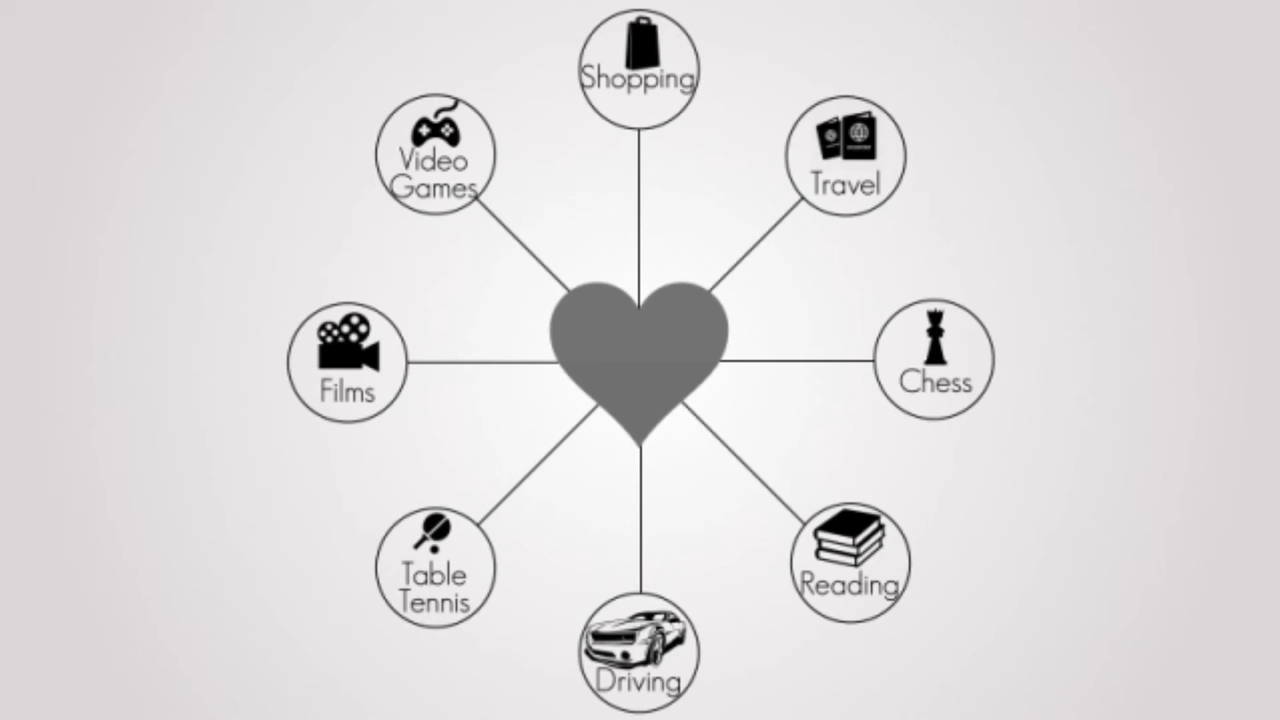 Shopping
Video
Games
Travel
Films
Chess
Table
Tennis
Reading
Driving